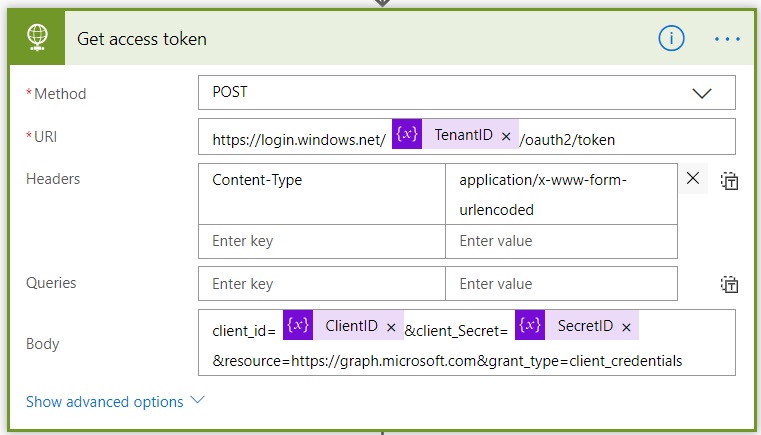 Get access token
* Method POST
* URI https://login.windows.net/ {x} TenantID × /oauth2/token
Headers Content-Type application/x-www-form-
urlencoded
Enter key Enter value
Queries Enter key Enter value
Body client_id= {x} ClientID × &client_Secret= {x} SecretID ×
&resource=https://graph.microsoft.com&grant_type=client_credentials
Show advanced options